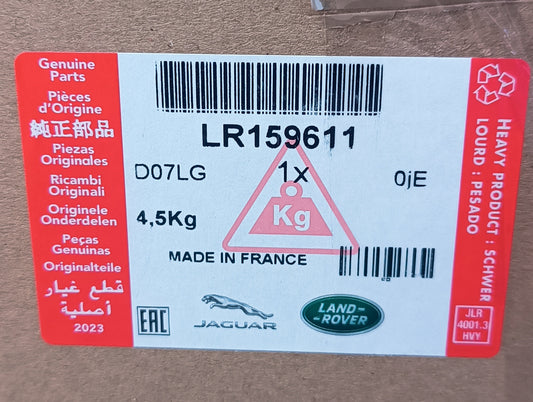 Genuine
Parts
Pièces
d'Origine
純正部品
Piezas
Originales
Ricambi
Originali
Originele
Onderdelen
Peças
Genuinas
Originalteile
قطع غيار
أصلية
2023
LR159611
D07LG
1x
0jE
4,5Kg
Kg
MADE IN FRANCE
EAC
JAGUAR
LAND-
-ROVER
HEAVY PRODUCT : SCHWER
LOURD : PESADO
JLR
4001.3
HVY